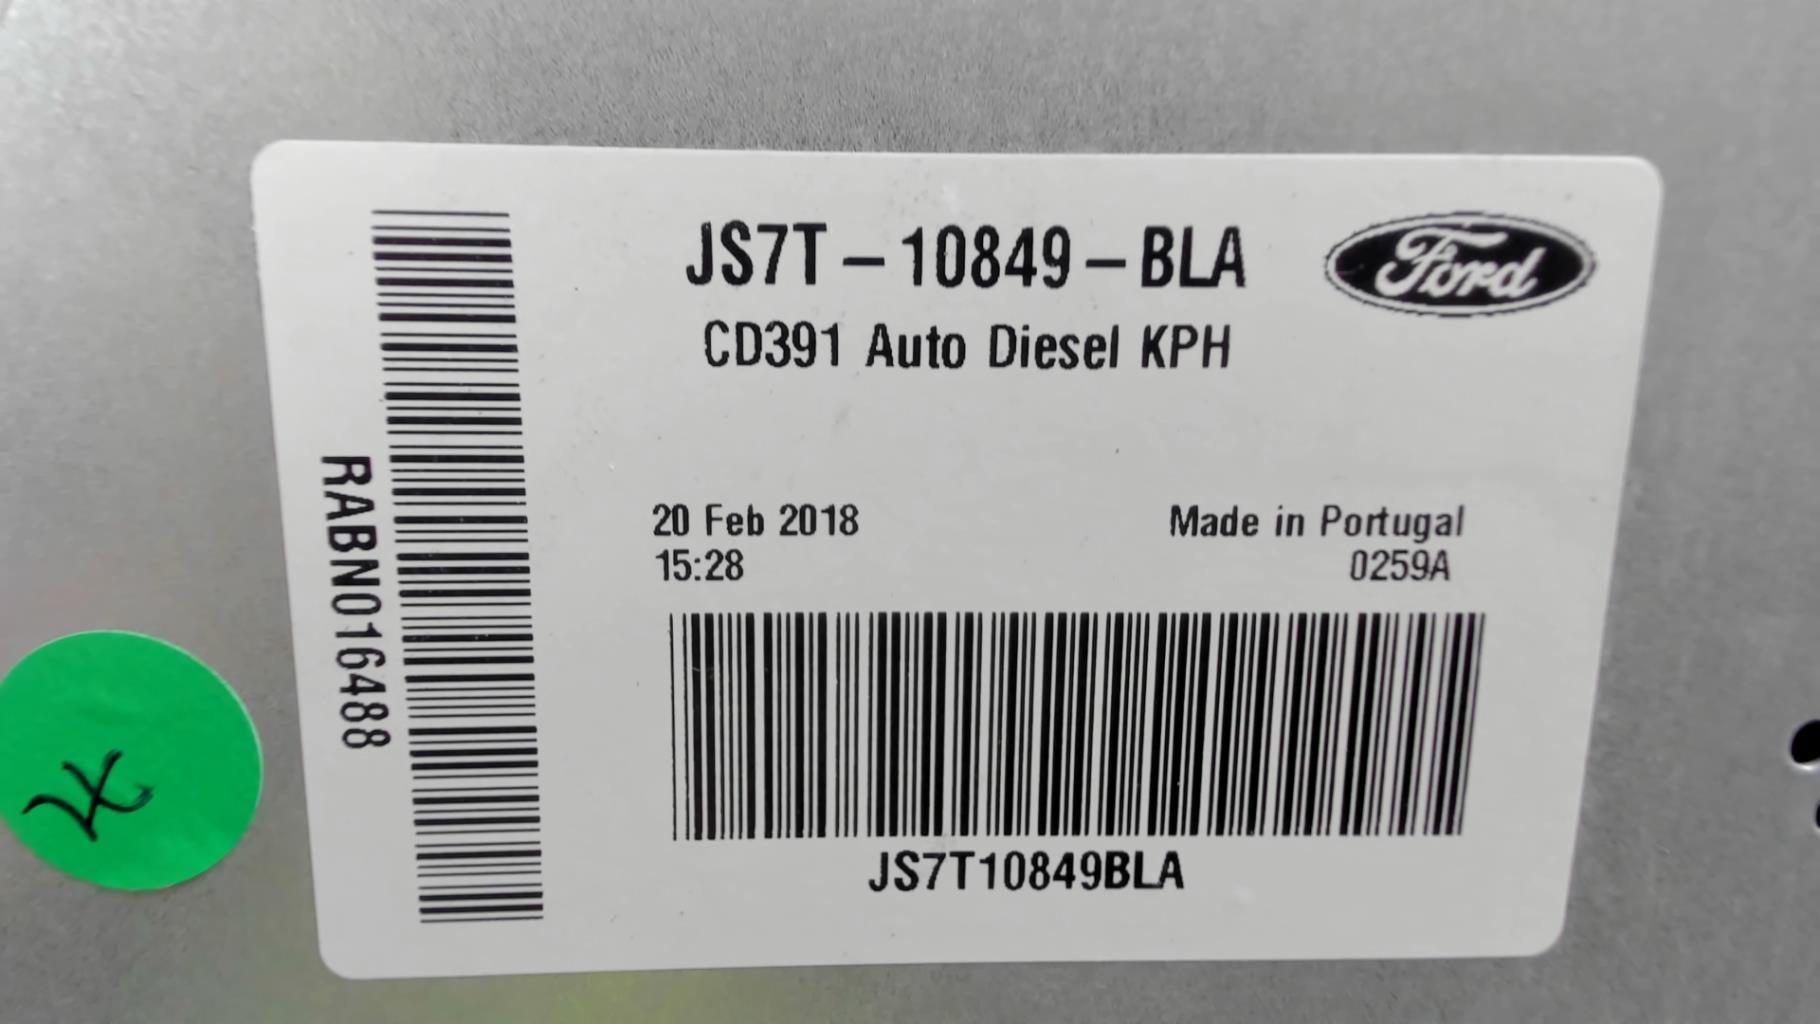 JS7T-10849-BLA
Ford
CD391 Auto Diesel KPH
RABN016488
20 Feb 2018
Made in Portugal
15:28
0259A
JS7T10849BLA